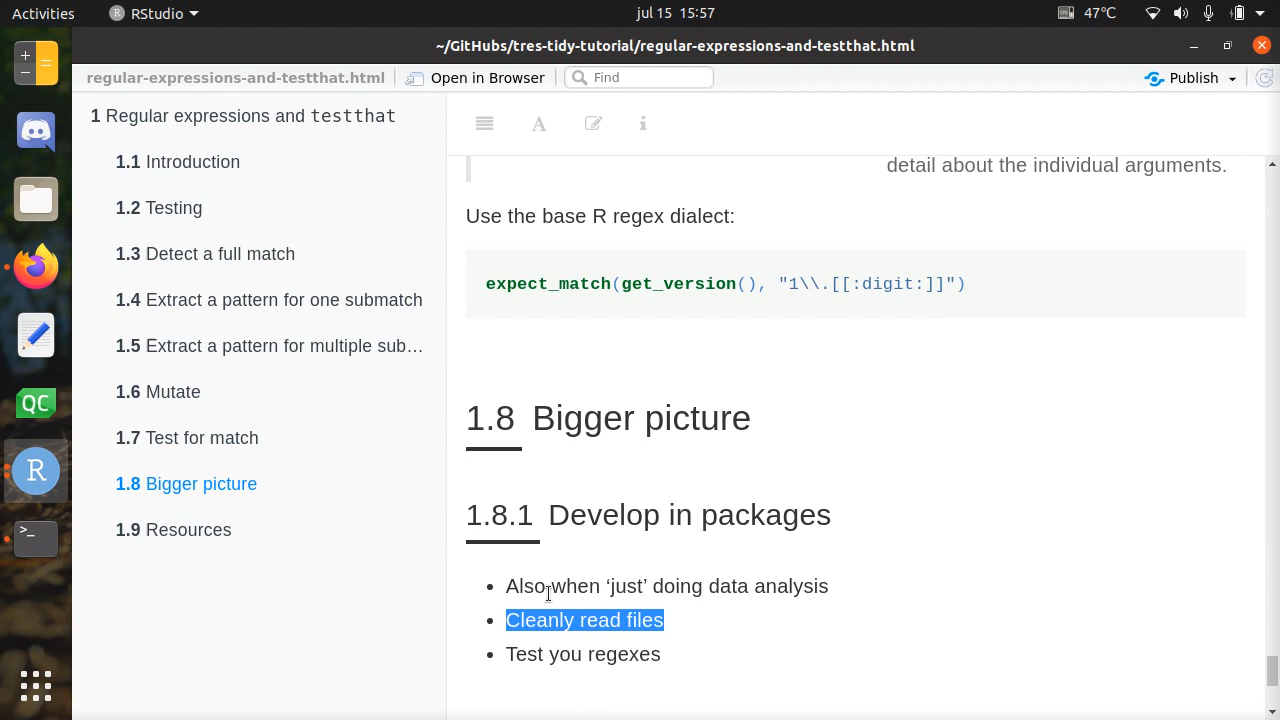 Activities
RStudio
jul 15 15:57
47℃
~/GitHubs/tres-tidy-tutorial/regular-expressions-and-testthat.html
regular-expressions-and-testthat.html
Open in Browser
Find
Publish
1 Regular expressions and testthat
1.1 Introduction
1.2 Testing
1.3 Detect a full match
1.4 Extract a pattern for one submatch
1.5 Extract a pattern for multiple sub…
1.6 Mutate
1.7 Test for match
1.8 Bigger picture
1.9 Resources
QC
R
>_
A
i
detail about the individual arguments.
Use the base R regex dialect:
expect_match(get_version(), "1\\.[[:digit:]]")
1.8 Bigger picture
1.8.1 Develop in packages
• Also when ‘just’ doing data analysis
• Cleanly read files
• Test you regexes